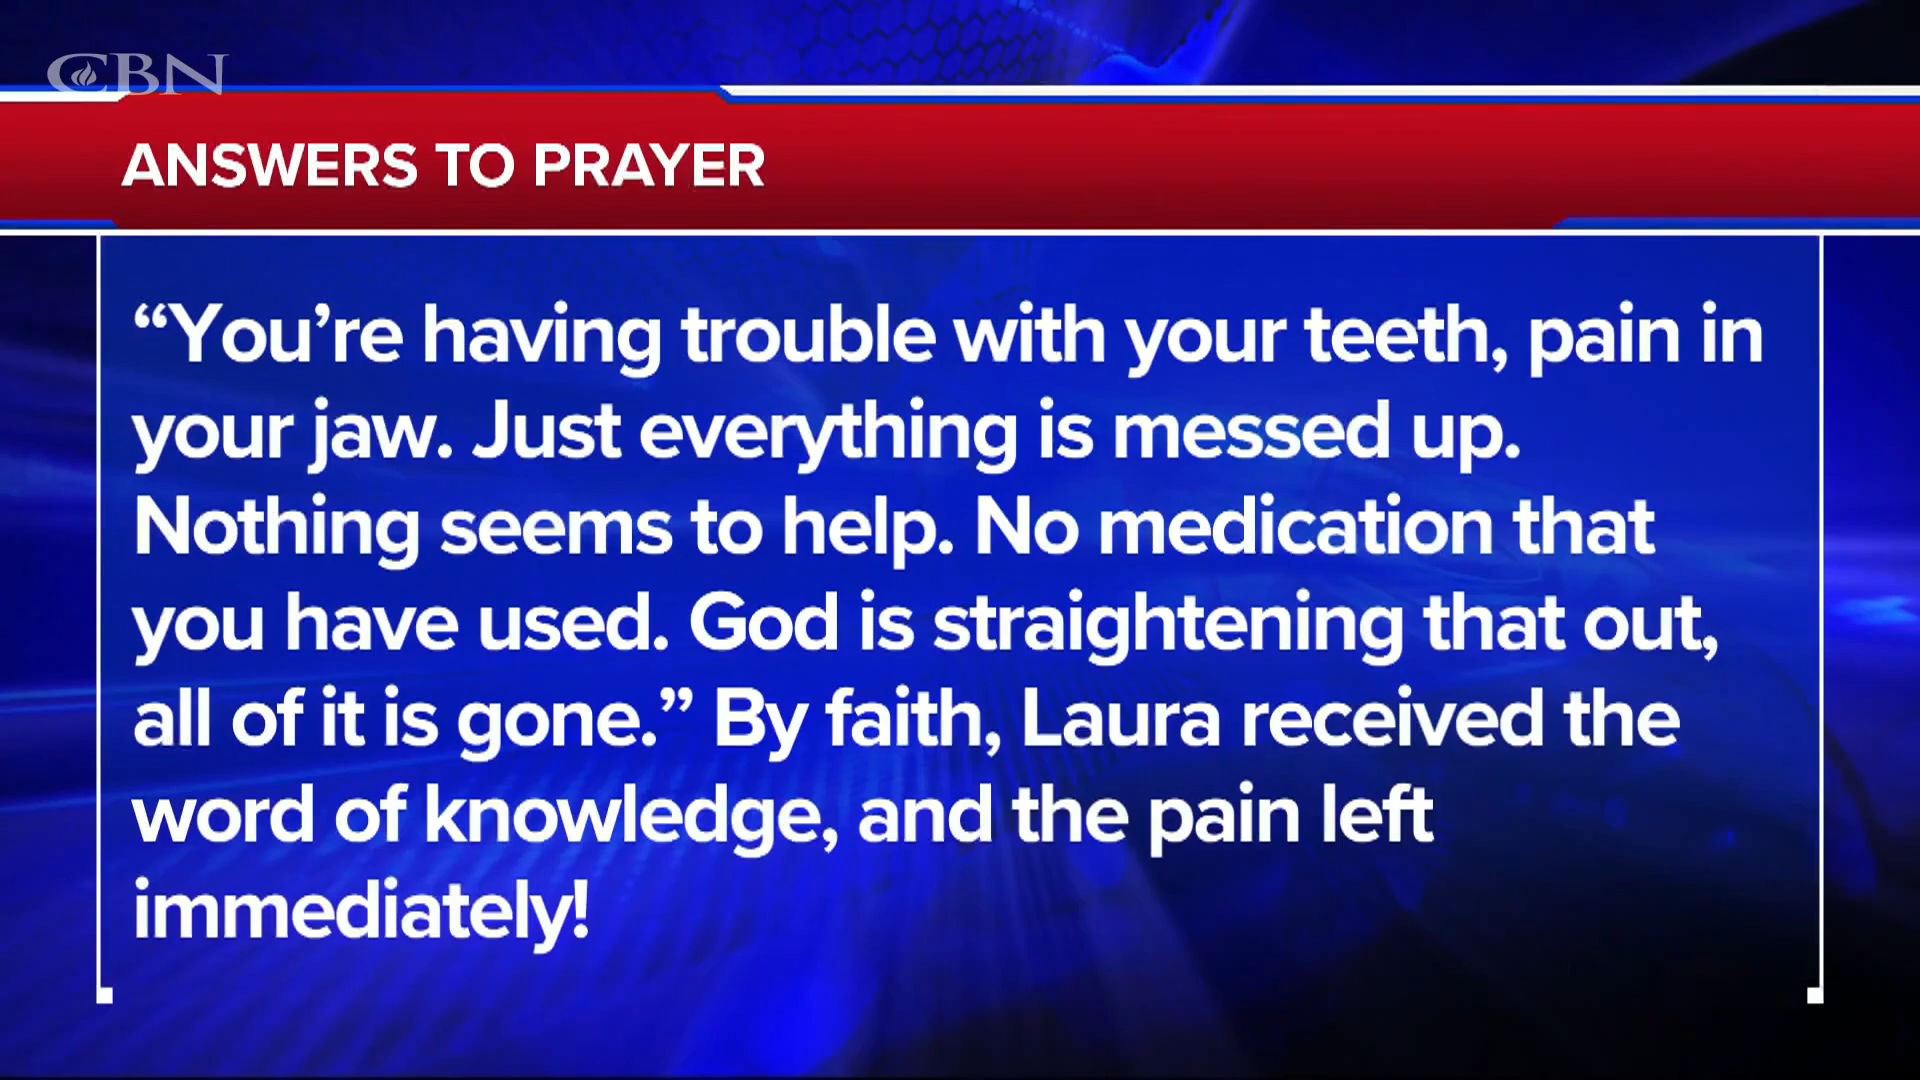 CBN
ANSWERS TO PRAYER
“You’re having trouble with your teeth, pain in
your jaw. Just everything is messed up.
Nothing seems to help. No medication that
you have used. God is straightening that out,
all of it is gone.” By faith, Laura received the
word of knowledge, and the pain left
immediately!